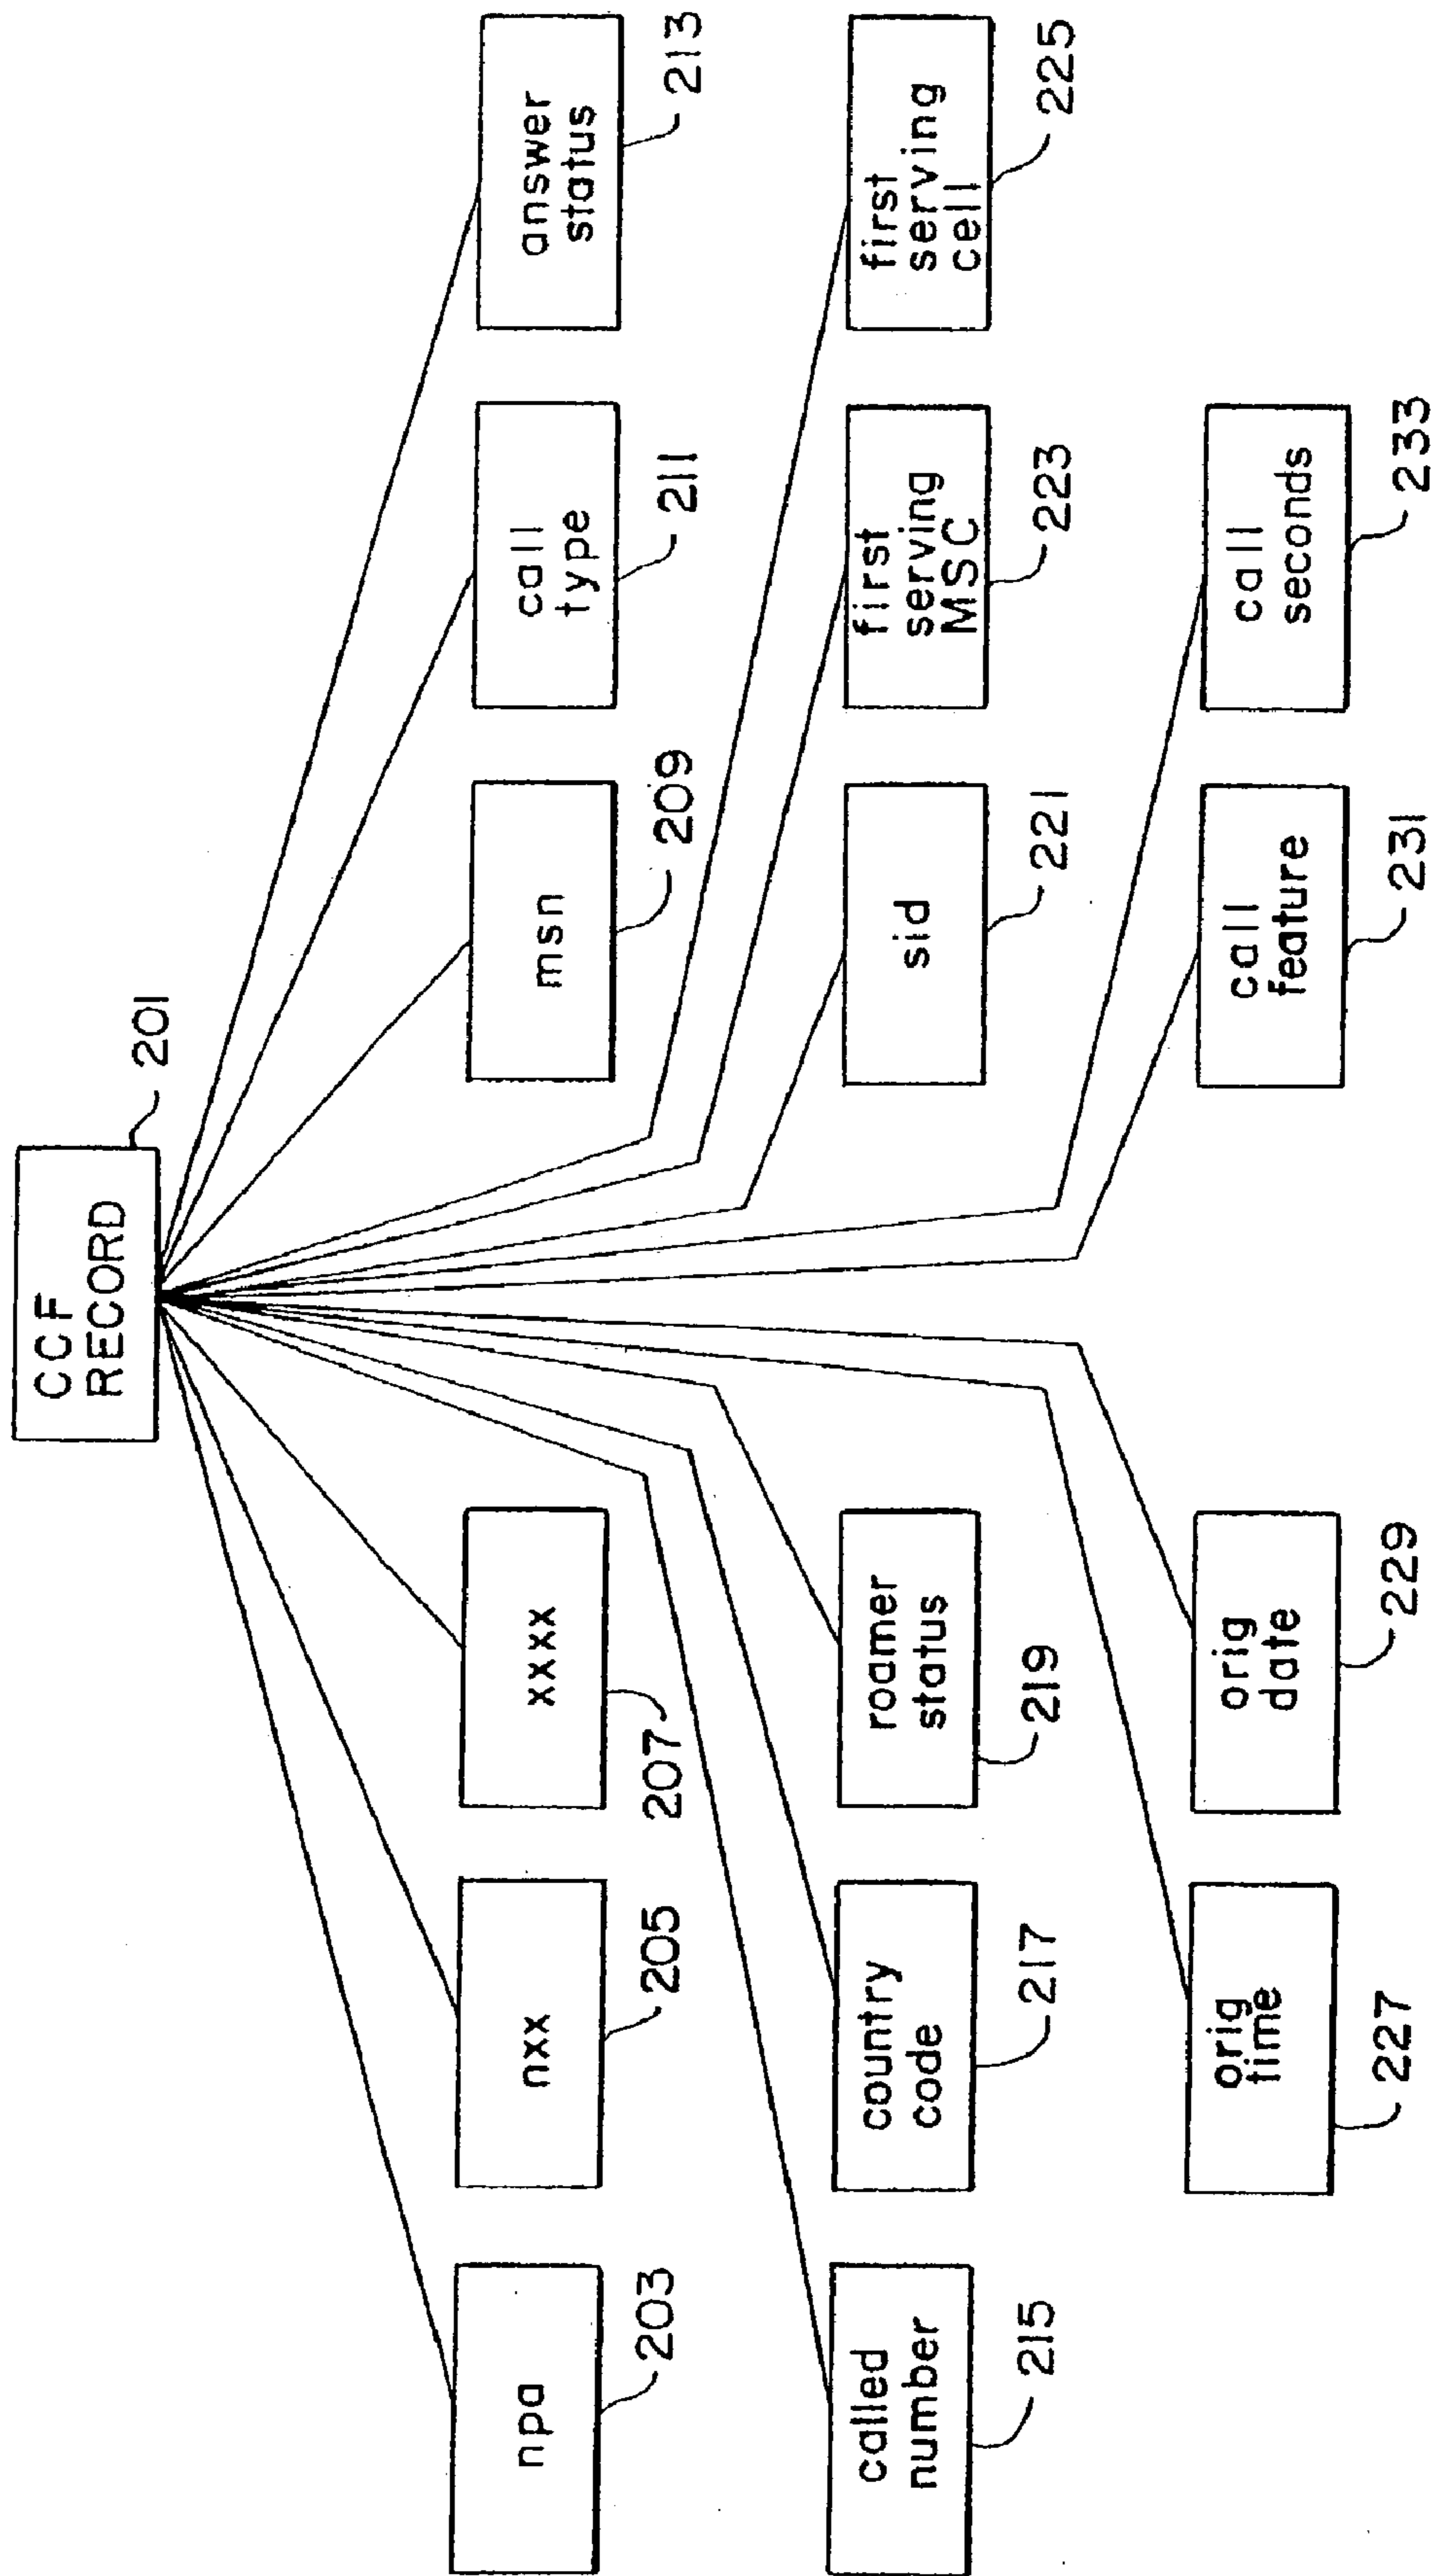 CCF
RECORD
201
npa
203
nxx
205
xxxx
207
msn
209
call
type
211
answer
status
213
called
number
215
country
code
217
roamer
status
219
sid
221
first
serving
MSC
223
first
serving
cell
225
orig
time
227
orig
date
229
call
feature
231
call
seconds
233